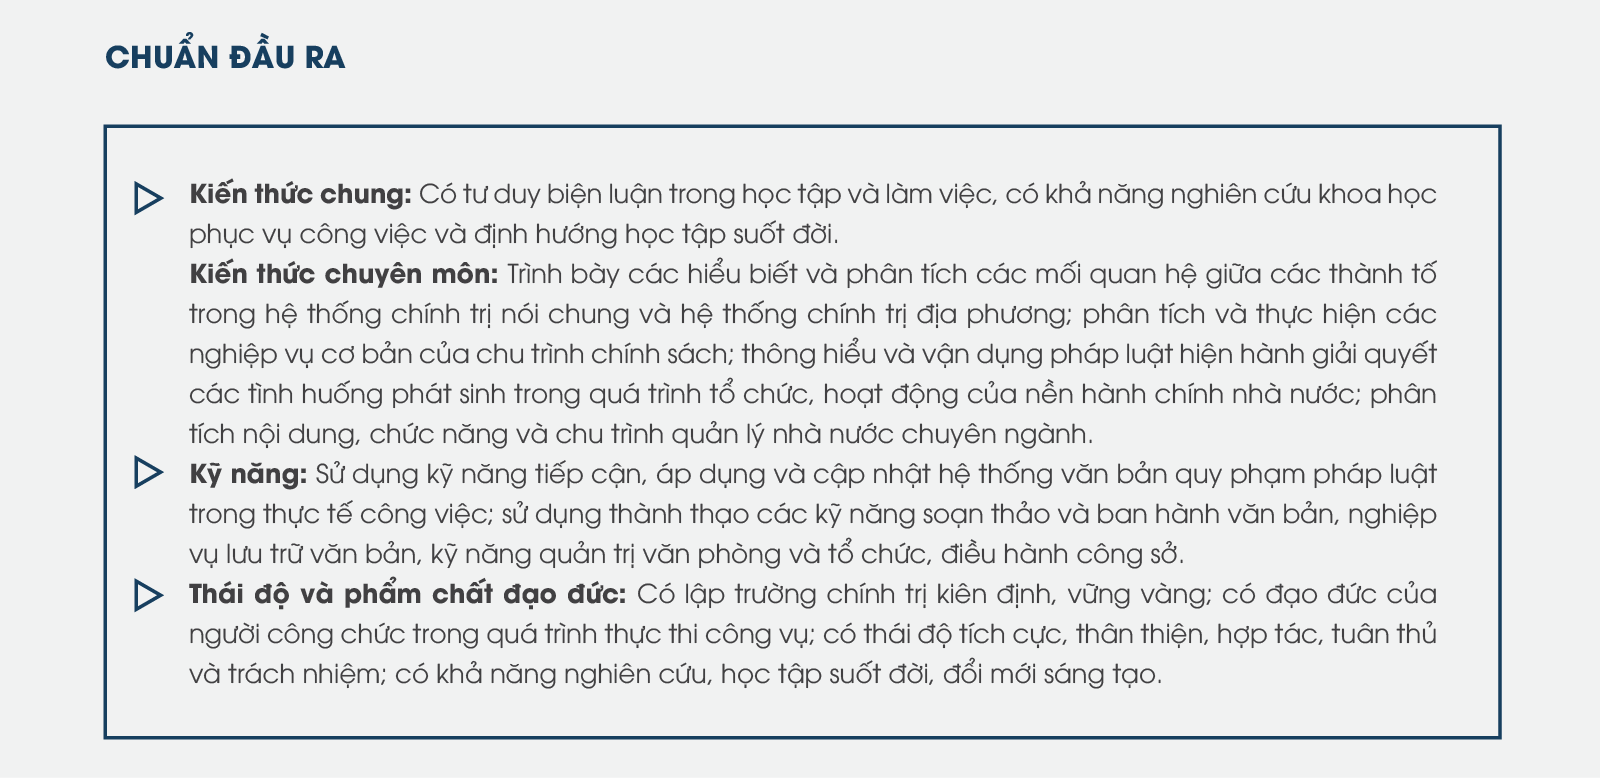 CHUẨN ĐẦU RA
Kiến thức chung: Có tư duy biện luận trong học tập và làm việc, có khả năng nghiên cứu khoa học
phục vụ công việc và định hướng học tập suốt đời.
Kiến thức chuyên môn: Trình bày các hiểu biết và phân tích các mối quan hệ giữa các thành tố
trong hệ thống chính trị nói chung và hệ thống chính trị địa phương; phân tích và thực hiện các
nghiệp vụ cơ bản của chu trình chính sách; thông hiểu và vận dụng pháp luật hiện hành giải quyết
các tình huống phát sinh trong quá trình tổ chức, hoạt động của nền hành chính nhà nước; phân
tích nội dung, chức năng và chu trình quản lý nhà nước chuyên ngành.
Kỹ năng: Sử dụng kỹ năng tiếp cận, áp dụng và cập nhật hệ thống văn bản quy phạm pháp luật
trong thực tế công việc; sử dụng thành thạo các kỹ năng soạn thảo và ban hành văn bản, nghiệp
vụ lưu trữ văn bản, kỹ năng quản trị văn phòng và tổ chức, điều hành công sở.
Thái độ và phẩm chất đạo đức: Có lập trường chính trị kiên định, vững vàng; có đạo đức của
người công chức trong quá trình thực thi công vụ; có thái độ tích cực, thân thiện, hợp tác, tuân thủ
và trách nhiệm; có khả năng nghiên cứu, học tập suốt đời, đổi mới sáng tạo.